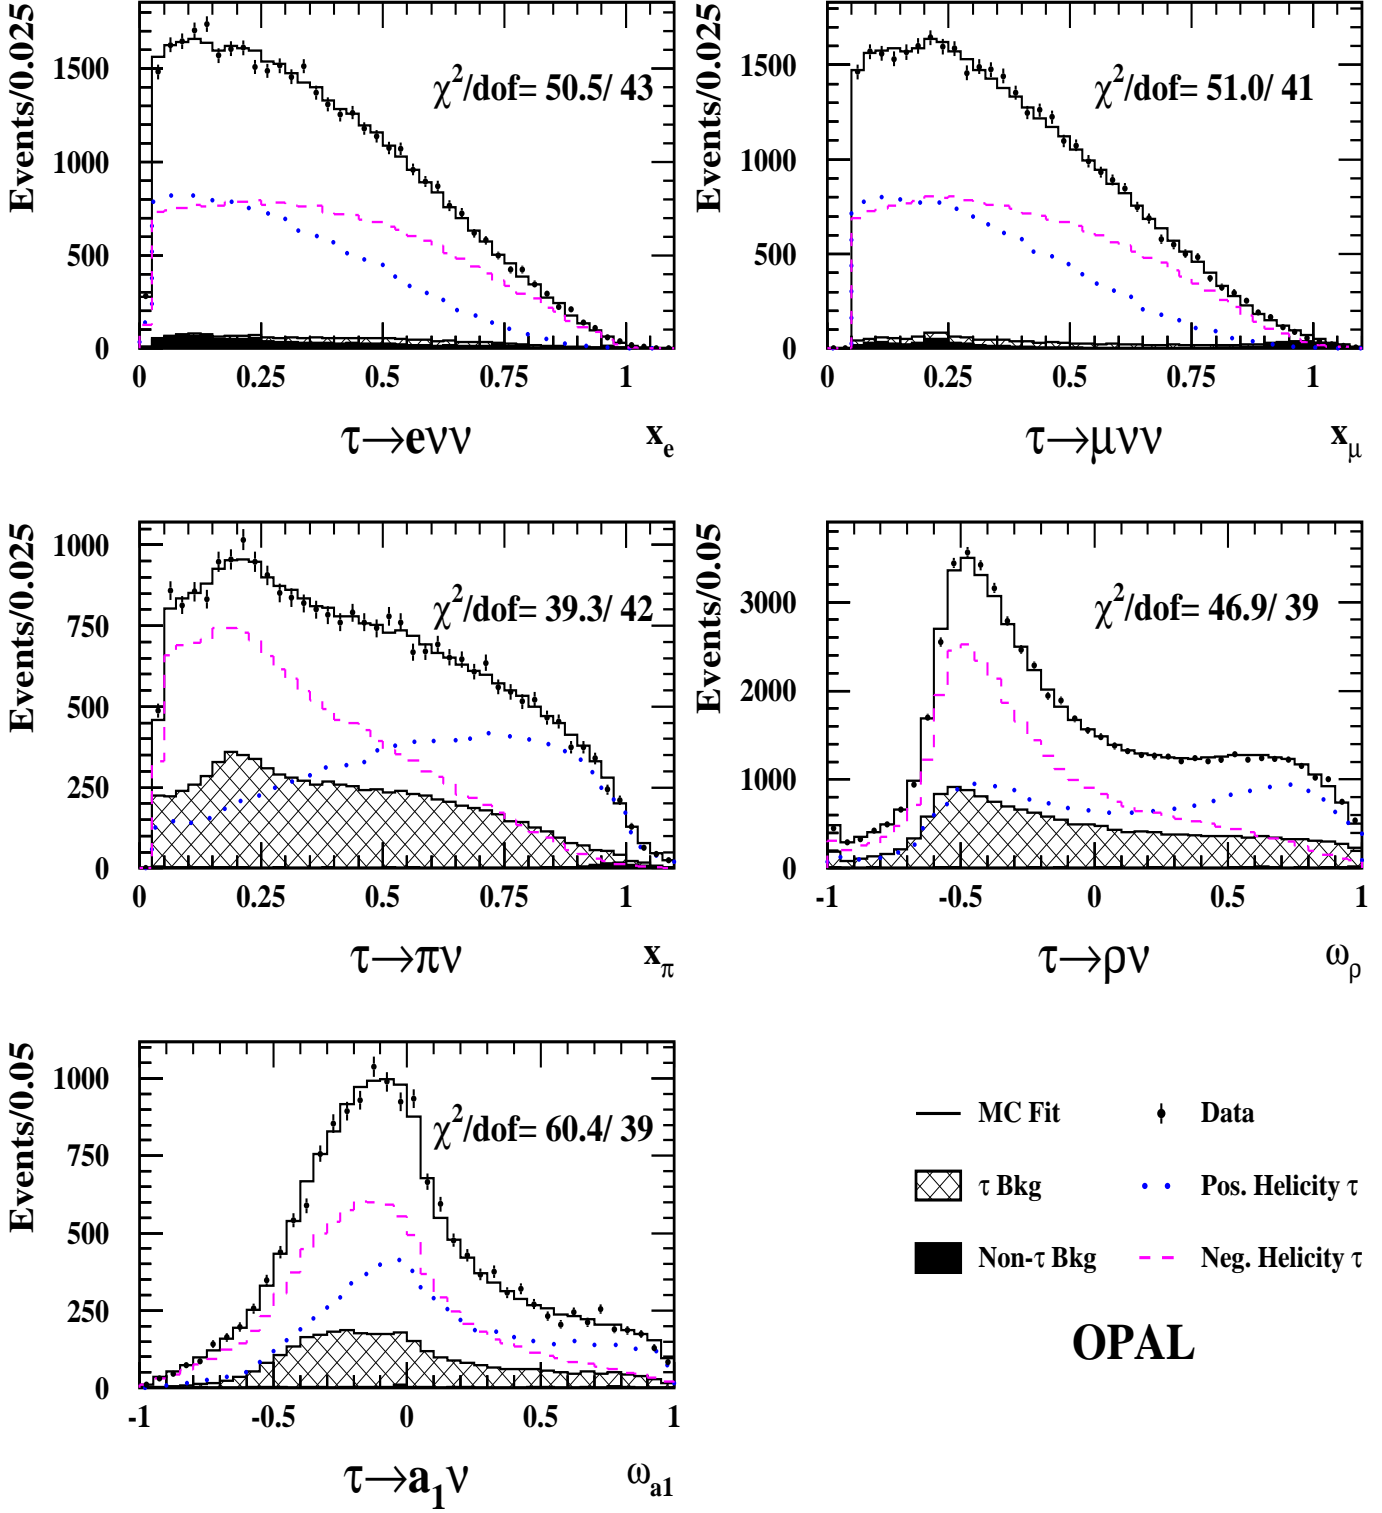 Events/0.025
1500
1000
500
0
χ²/dof= 50.5/ 43
0 0.25 0.5 0.75 1
τ→eνν
xₑ
Events/0.025
1500
1000
500
0
χ²/dof= 51.0/ 41
0 0.25 0.5 0.75 1
τ→μνν
x_μ
Events/0.025
1000
750
500
250
0
χ²/dof= 39.3/ 42
0 0.25 0.5 0.75 1
τ→πν
x_π
Events/0.05
3000
2000
1000
0
χ²/dof= 46.9/ 39
-1 -0.5 0 0.5 1
τ→ρν
ω_ρ
Events/0.05
1000
750
500
250
0
χ²/dof= 60.4/ 39
-1 -0.5 0 0.5 1
τ→a₁ν
ω_a1
MC Fit
Data
τ Bkg
Pos. Helicity τ
Non-τ Bkg
Neg. Helicity τ
OPAL